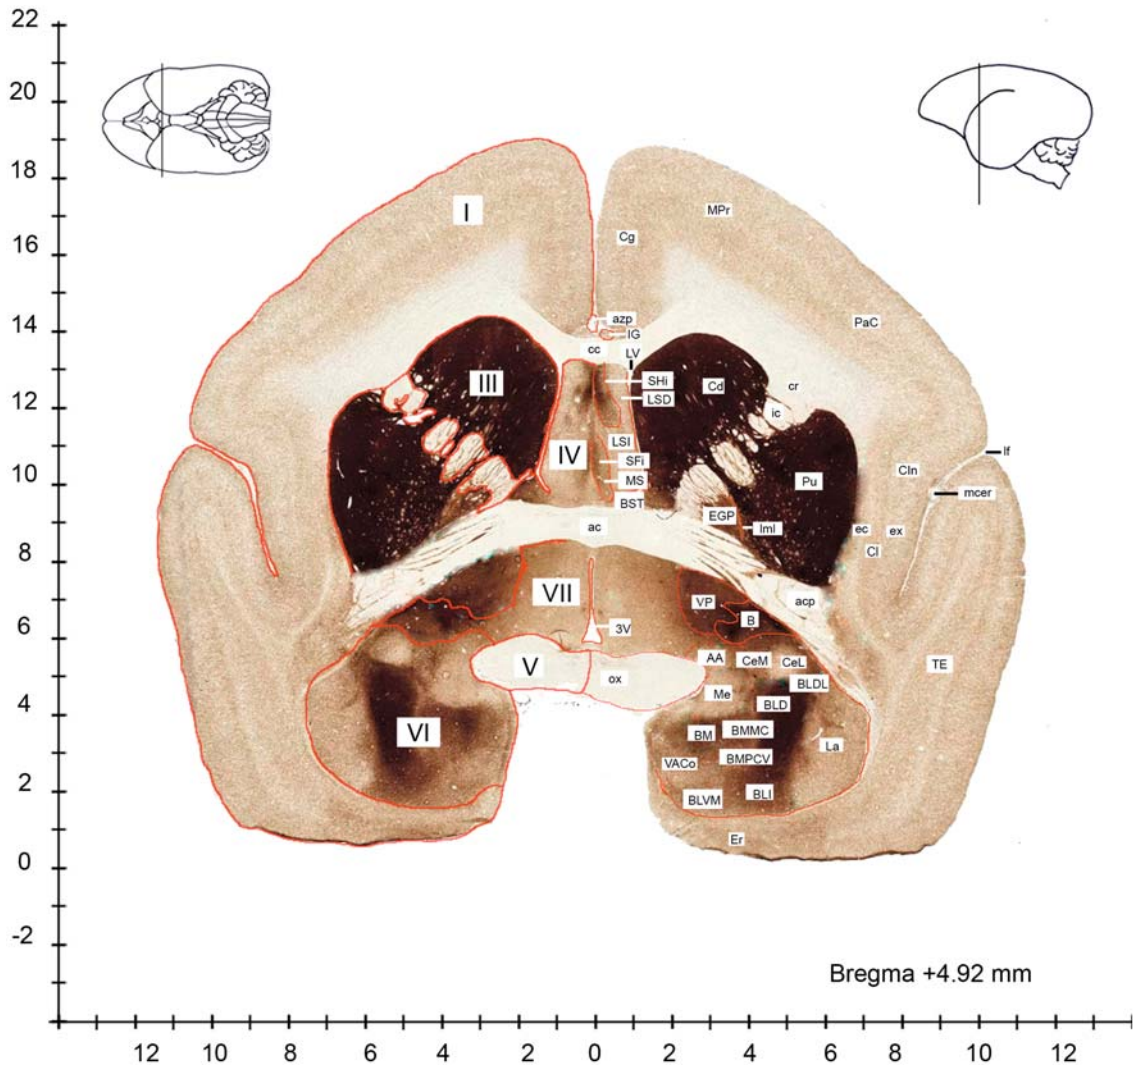 22
20
18
16
14
12
10
8
6
4
2
0
-2
I
MPr
Cg
azp
PaC
IG
cc
LV
III
SHi
Cd
cr
LSD
ic
LSI
lf
IV
SFi
CIn
MS
Pu
mcer
BST
EGP
ac
lml
ec
ex
Cl
VII
VP
acp
B
3V
AA
CeM
CeL
TE
V
ox
BLDL
Me
BLD
VI
BM
BMMC
La
VACo
BMPCV
BLVM
BLI
Er
Bregma +4.92 mm
12 10 8 6 4 2 0 2 4 6 8 10 12